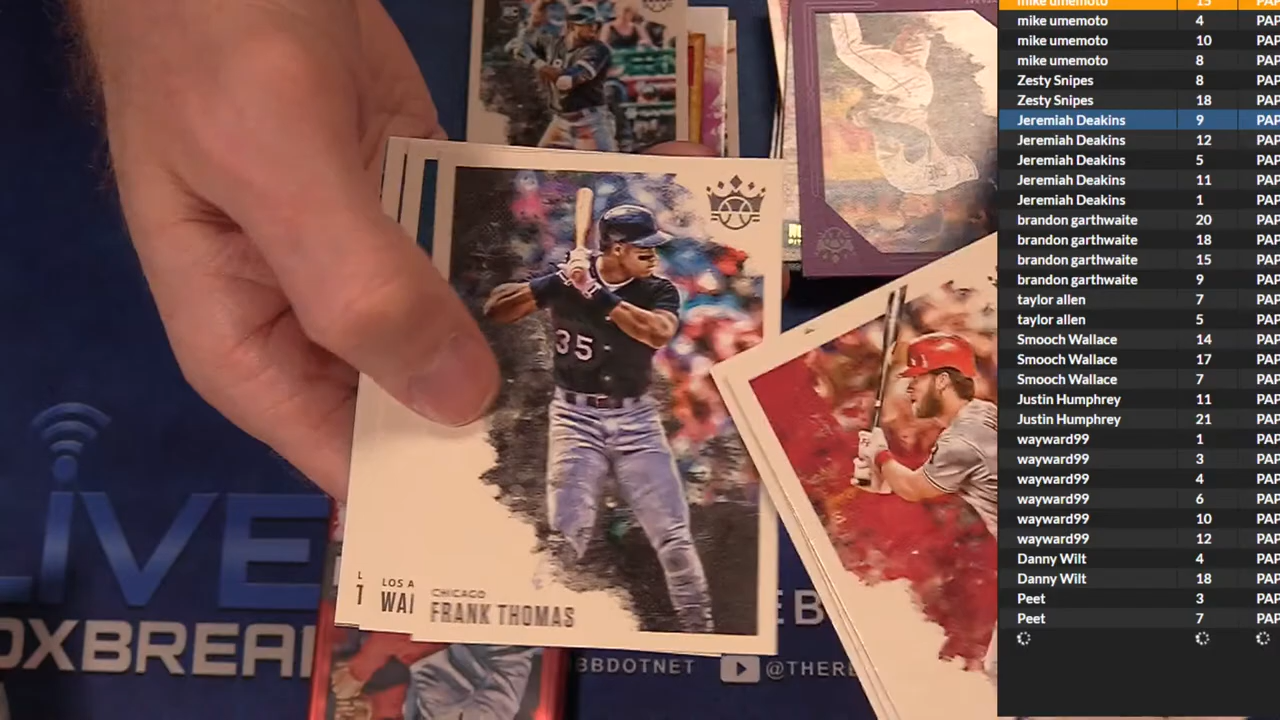 mike umemoto 15 PAP
mike umemoto 4 PAP
mike umemoto 10 PAP
mike umemoto 8 PAP
Zesty Snipes 8 PAP
Zesty Snipes 18 PAP
Jeremiah Deakins 9 PAP
Jeremiah Deakins 12 PAP
Jeremiah Deakins 5 PAP
Jeremiah Deakins 11 PAP
Jeremiah Deakins 1 PAP
brandon garthwaite 20 PAP
brandon garthwaite 18 PAP
brandon garthwaite 15 PAP
brandon garthwaite 9 PAP
taylor allen 7 PAP
taylor allen 5 PAP
Smooch Wallace 14 PAP
Smooch Wallace 17 PAP
Smooch Wallace 7 PAP
Justin Humphrey 11 PAP
Justin Humphrey 21 PAP
wayward99 1 PAP
wayward99 3 PAP
wayward99 4 PAP
wayward99 6 PAP
wayward99 10 PAP
wayward99 12 PAP
Danny Wilt 4 PAP
Danny Wilt 18 PAP
Peet 3 PAP
Peet 7 PAP
RC
35
LOS A
WAI
CHICAGO
FRANK THOMAS
LIVE
OXBREA
BBDOTNET
@THERE